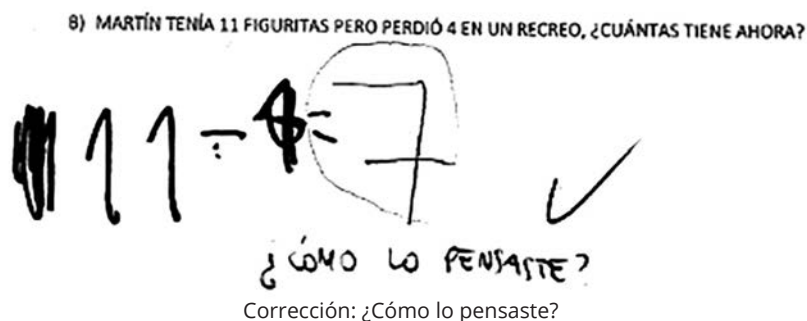 8) MARTÍN TENÍA 11 FIGURITAS PERO PERDIÓ 4 EN UN RECREO, ¿CUÁNTAS TIENE AHORA?
11 - 4 = 7 ✓
¿CÓMO LO PENSASTE?
Corrección: ¿Cómo lo pensaste?